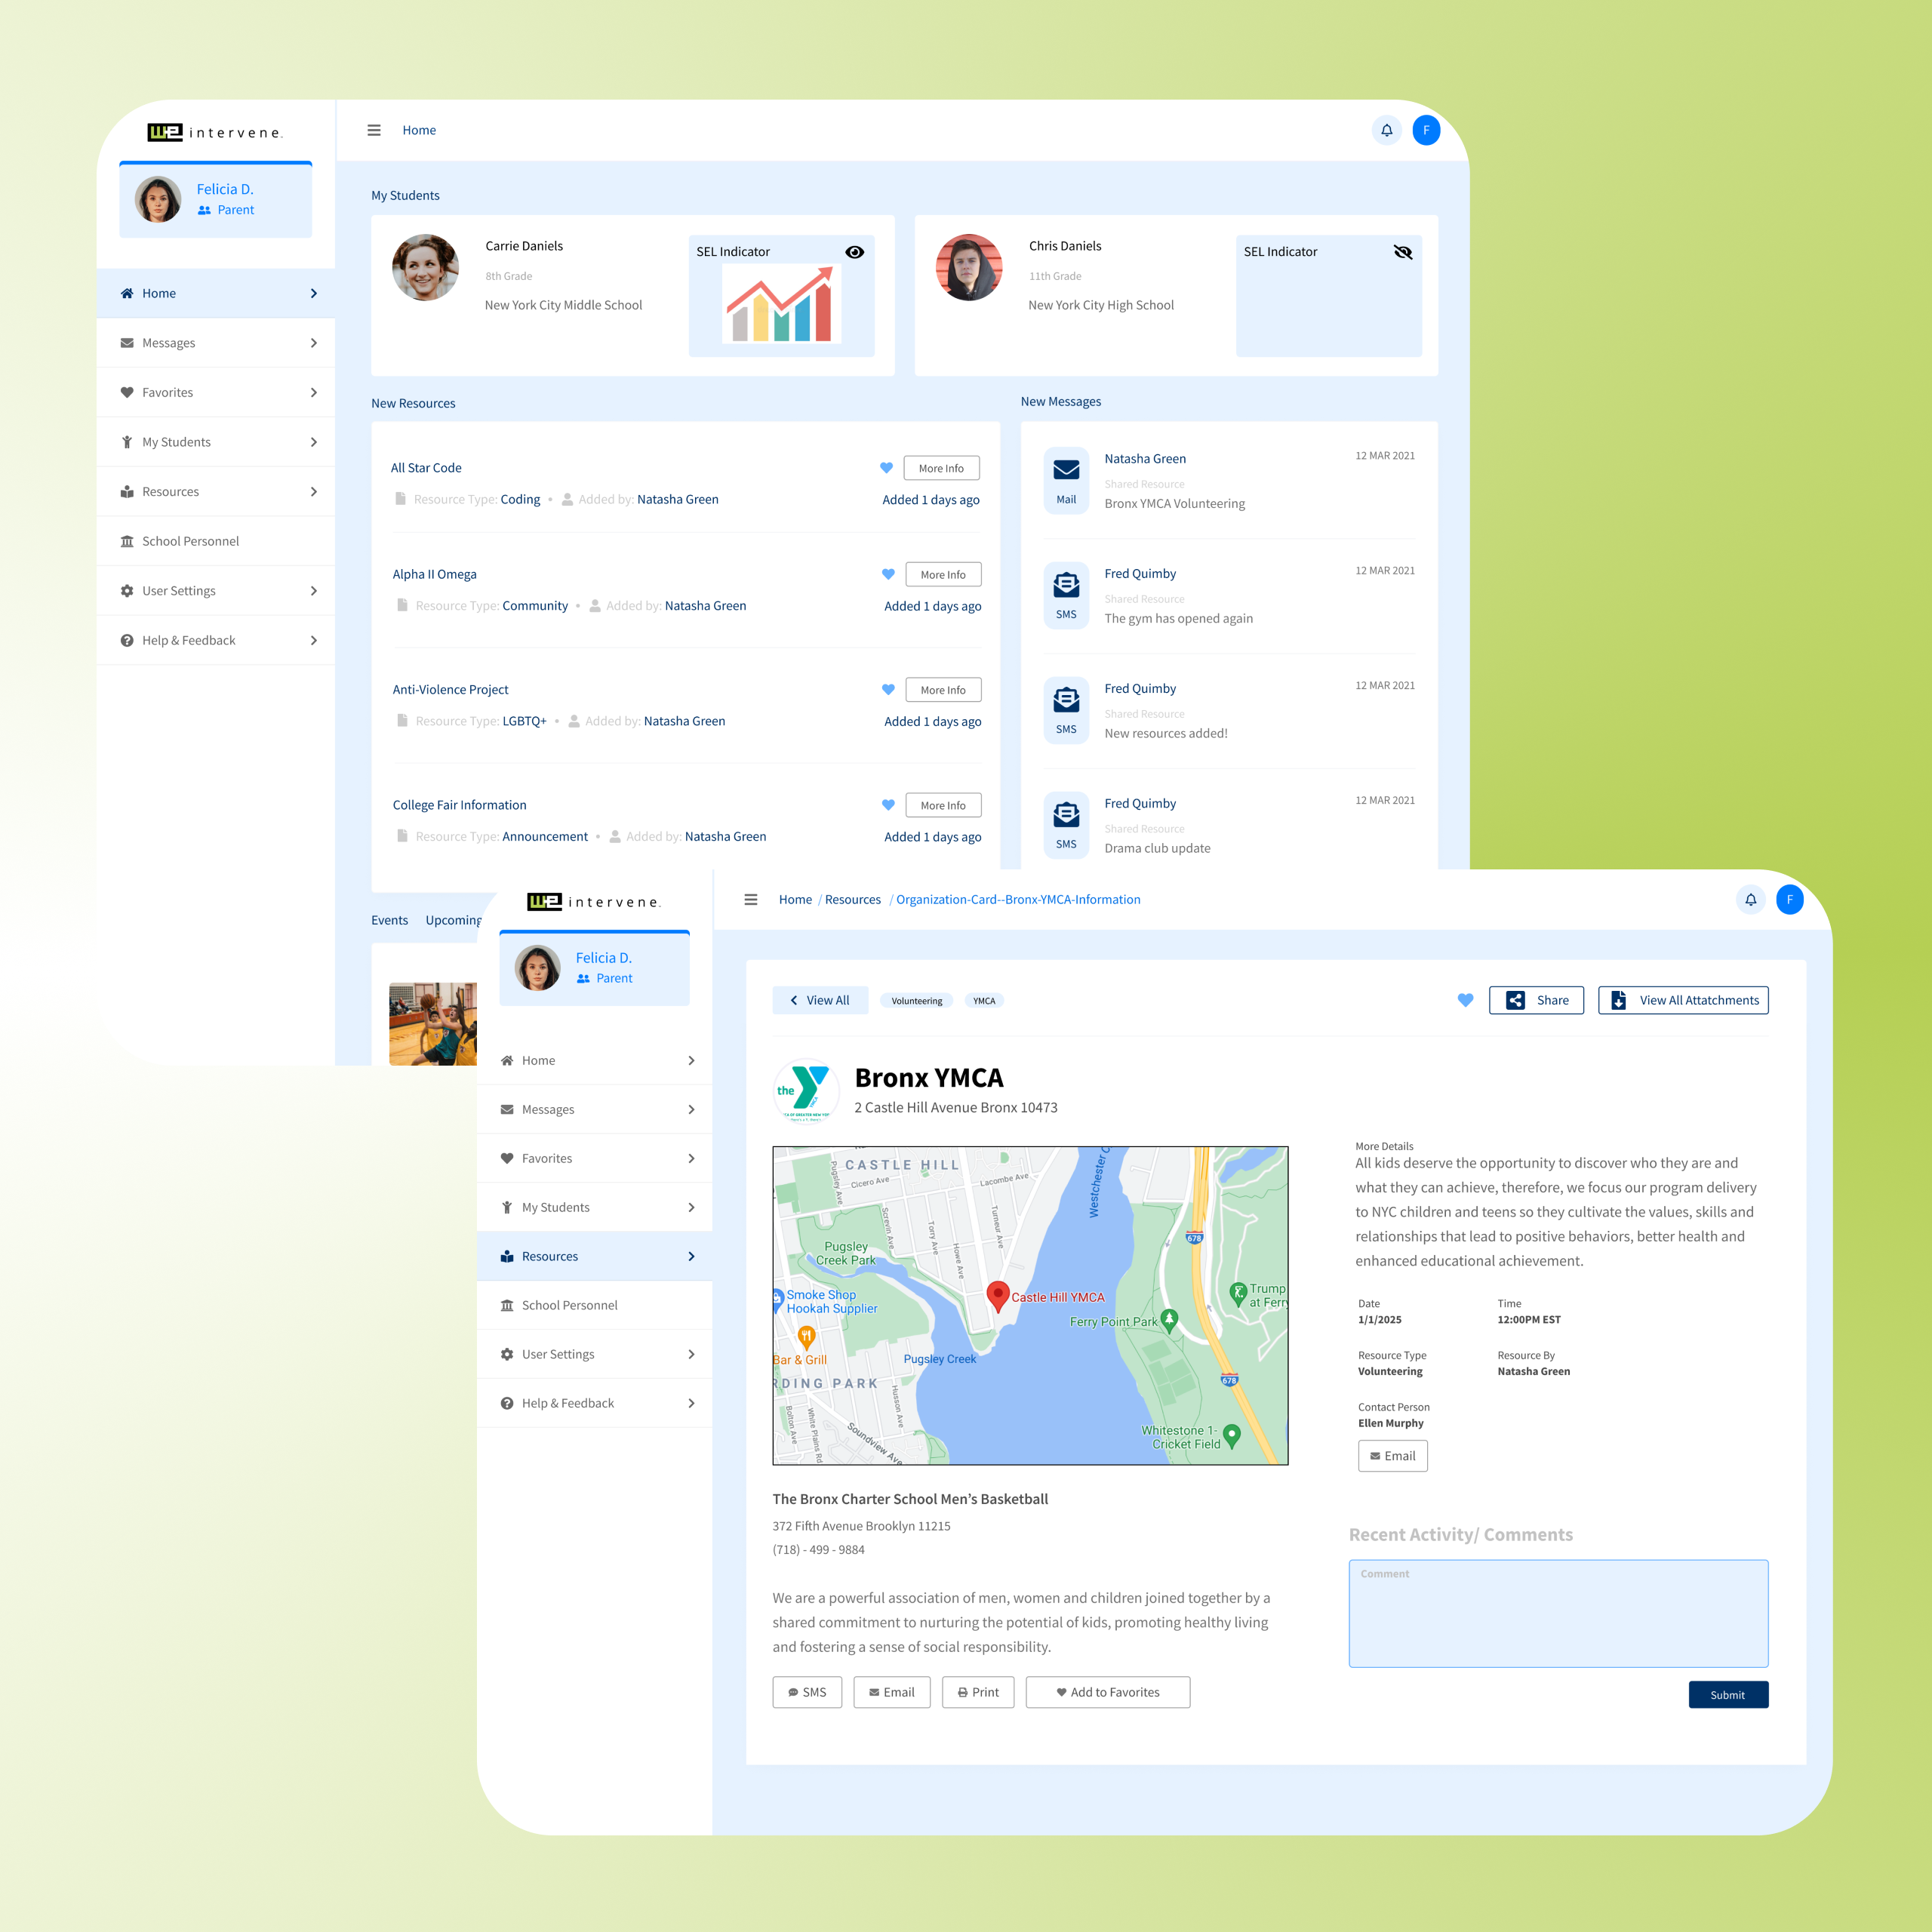 we intervene.
Felicia D.
Parent
Home
Messages
Favorites
My Students
Resources
School Personnel
User Settings
Help & Feedback
Home
F
My Students
Carrie Daniels
8th Grade
New York City Middle School
SEL Indicator
Chris Daniels
11th Grade
New York City High School
SEL Indicator
New Resources
All Star Code
More Info
Resource Type: Coding • Added by: Natasha Green
Added 1 days ago
Alpha II Omega
More Info
Resource Type: Community • Added by: Natasha Green
Added 1 days ago
Anti-Violence Project
More Info
Resource Type: LGBTQ+ • Added by: Natasha Green
Added 1 days ago
College Fair Information
More Info
Resource Type: Announcement • Added by: Natasha Green
Added 1 days ago
New Messages
Mail
Natasha Green
12 MAR 2021
Shared Resource
Bronx YMCA Volunteering
SMS
Fred Quimby
12 MAR 2021
Shared Resource
The gym has opened again
SMS
Fred Quimby
12 MAR 2021
Shared Resource
New resources added!
SMS
Fred Quimby
12 MAR 2021
Shared Resource
Drama club update
Events Upcoming
we intervene.
Felicia D.
Parent
Home
Messages
Favorites
My Students
Resources
School Personnel
User Settings
Help & Feedback
Home / Resources / Organization-Card--Bronx-YMCA-Information
F
View All
Volunteering
YMCA
Share
View All Attatchments
the Y
Bronx YMCA
2 Castle Hill Avenue Bronx 10473
CASTLE HILL
Cicero Ave
Lacombe Ave
Pugsley Ave
Screvin Ave
Torry Ave
Howe Ave
Turneur Ave
Westchester C
678
Pugsley
Creek Park
Smoke Shop
Hookah Supplier
Castle Hill YMCA
Trump
at Ferry
Ferry Point Park
Bar & Grill
Pugsley Creek
RDING PARK
678
Bolton Ave
White Plains Rd
Husson Ave
Soundview Ave
Whitestone 1-
Cricket Field
The Bronx Charter School Men’s Basketball
372 Fifth Avenue Brooklyn 11215
(718) - 499 - 9884
We are a powerful association of men, women and children joined together by a
shared commitment to nurturing the potential of kids, promoting healthy living
and fostering a sense of social responsibility.
SMS
Email
Print
Add to Favorites
More Details
All kids deserve the opportunity to discover who they are and
what they can achieve, therefore, we focus our program delivery
to NYC children and teens so they cultivate the values, skills and
relationships that lead to positive behaviors, better health and
enhanced educational achievement.
Date
1/1/2025
Time
12:00PM EST
Resource Type
Volunteering
Resource By
Natasha Green
Contact Person
Ellen Murphy
Email
Recent Activity/ Comments
Comment
Submit